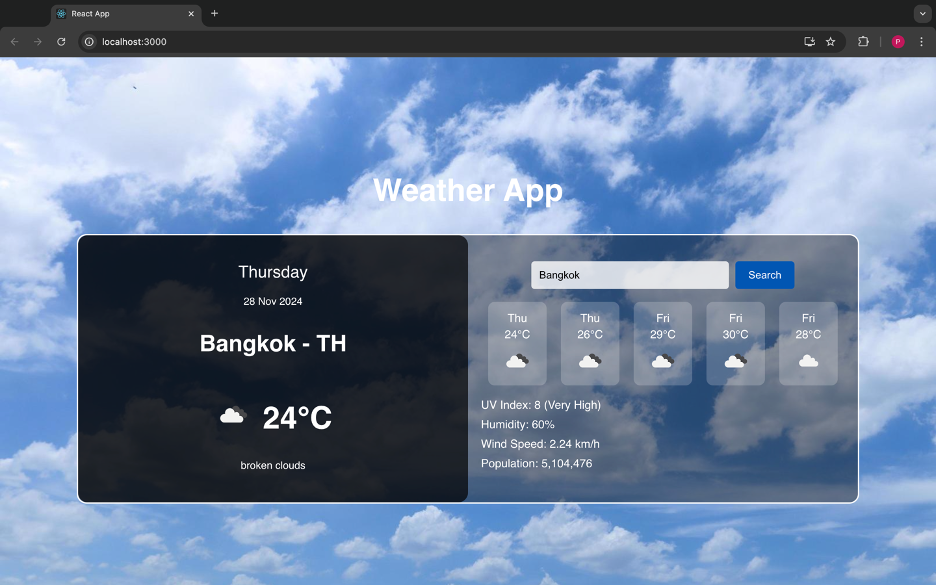 React App
localhost:3000
P
Weather App
Thursday
28 Nov 2024
Bangkok - TH
24°C
broken clouds
Bangkok
Search
Thu
24°C
Thu
26°C
Fri
29°C
Fri
30°C
Fri
28°C
UV Index: 8 (Very High)
Humidity: 60%
Wind Speed: 2.24 km/h
Population: 5,104,476